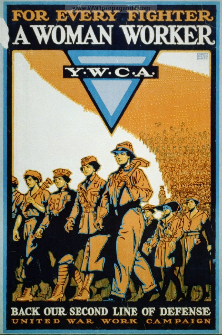 FOR EVERY FIGHTER
A WOMAN WORKER
Y·W·C·A·
BACK OUR SECOND LINE OF DEFENSE
UNITED WAR WORK CAMPAIGN